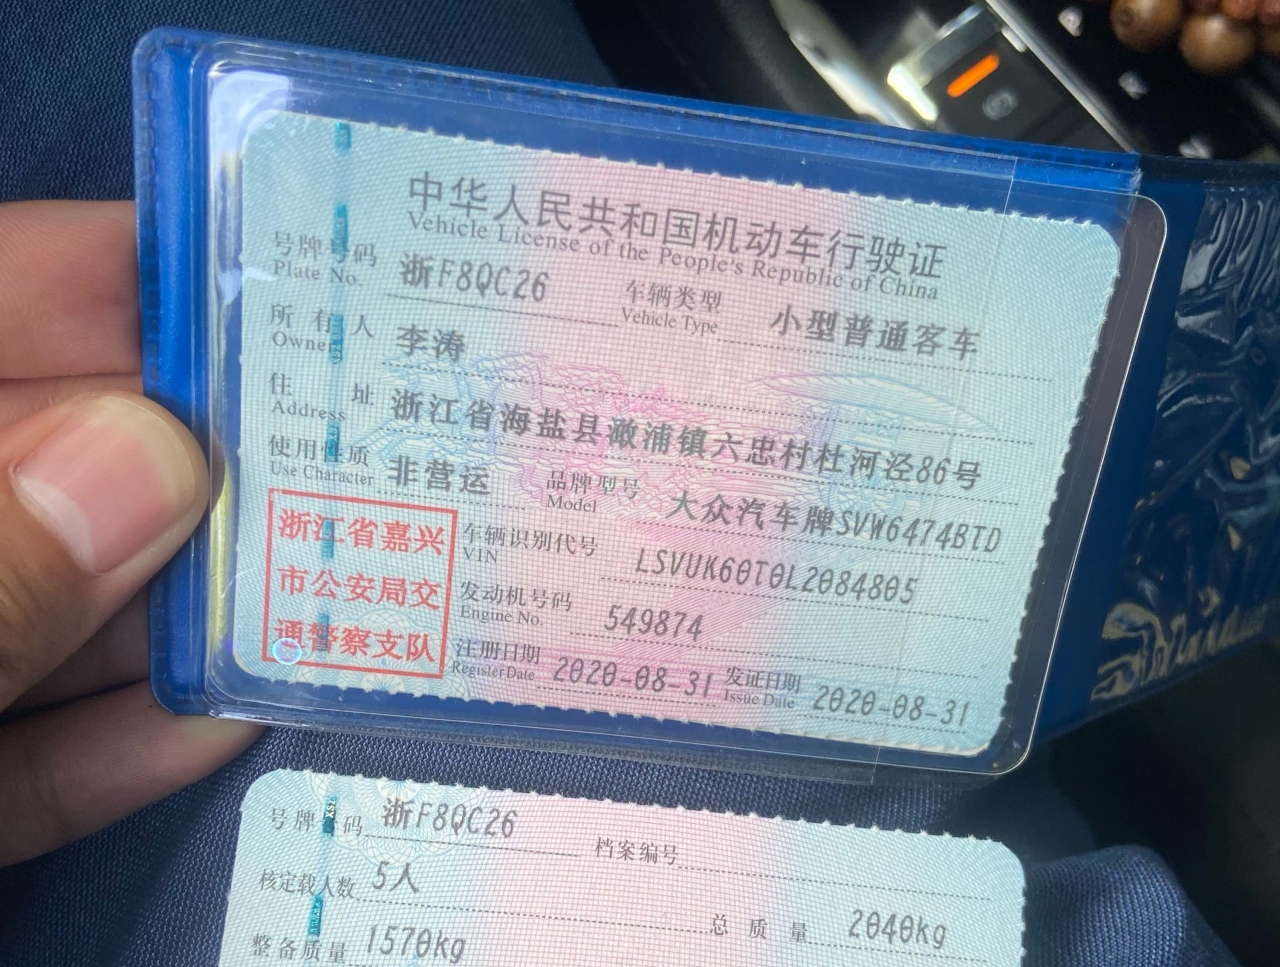 中华人民共和国机动车行驶证
Vehicle License of the People's Republic of China
号牌号码 浙F8QC26 车辆类型 小型普通客车
Plate No. Vehicle Type
所有人 李涛
Owner
住址 浙江省海盐县澉浦镇六忠村杜河泾86号
Address
使用性质 非营运 品牌型号 大众汽车牌SVW6474BTD
Use Character Model
浙江省嘉兴
市公安局交
通警察支队
车辆识别代号 LSVUK60T0L2084805
VIN
发动机号码 549874
Engine No.
注册日期 2020-08-31 发证日期 2020-08-31
Register Date Issue Date
号牌号码 浙F8QC26 档案编号
核定载人数 5人 总质量 2040kg
整备质量 1570kg